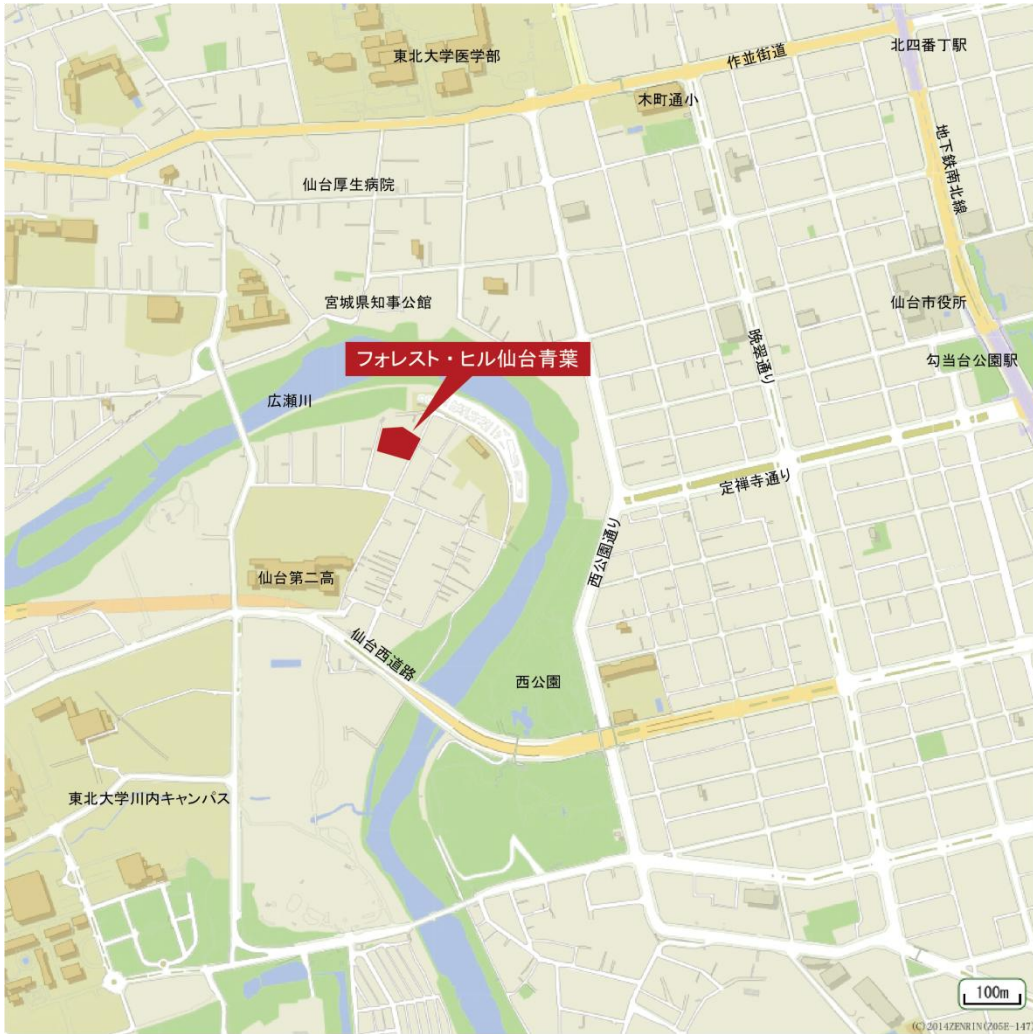 北四番丁駅
東北大学医学部
作並街道
木町通小
地下鉄南北線
仙台厚生病院
宮城県知事公館
仙台市役所
晩翠通り
フォレスト・ヒル仙台青葉
勾当台公園駅
広瀬川
定禅寺通り
西公園通り
仙台第二高
仙台西道路
西公園
東北大学川内キャンパス
100m
(C)2014ZENRIN(Z05E-147